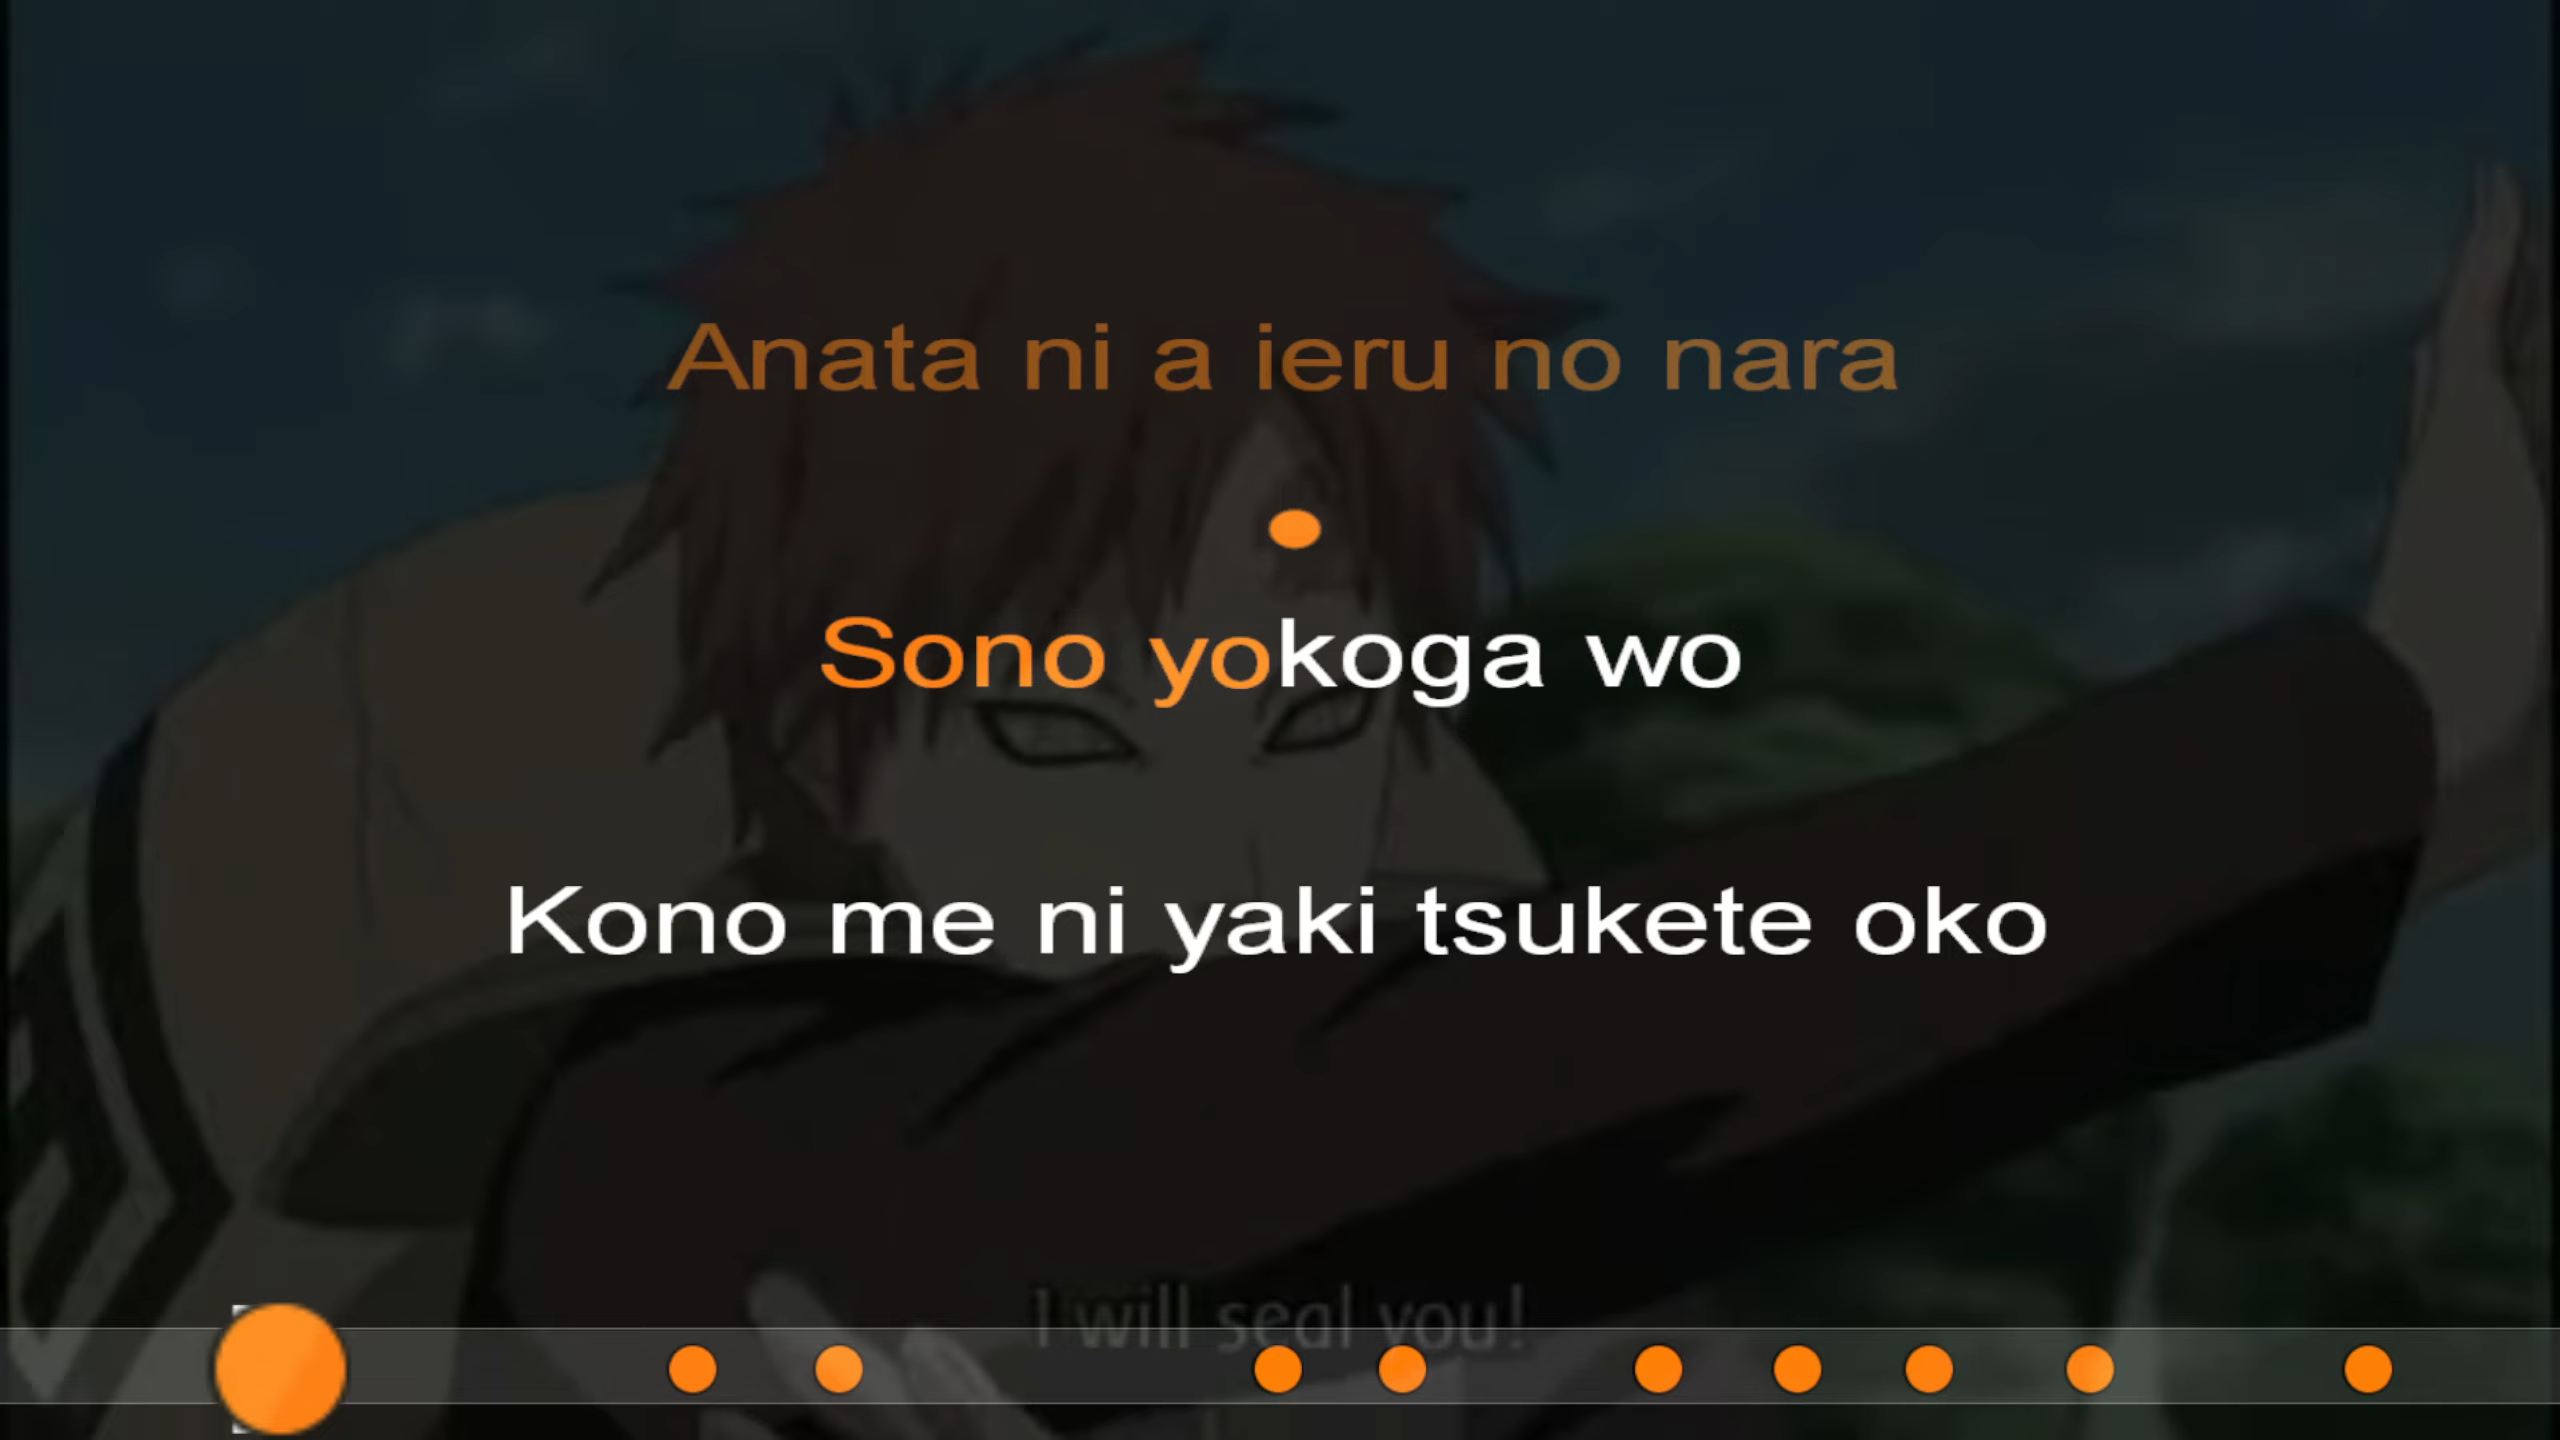 Anata ni a ieru no nara
Sono yokoga wo
Kono me ni yaki tsukete oko
I will seal you!